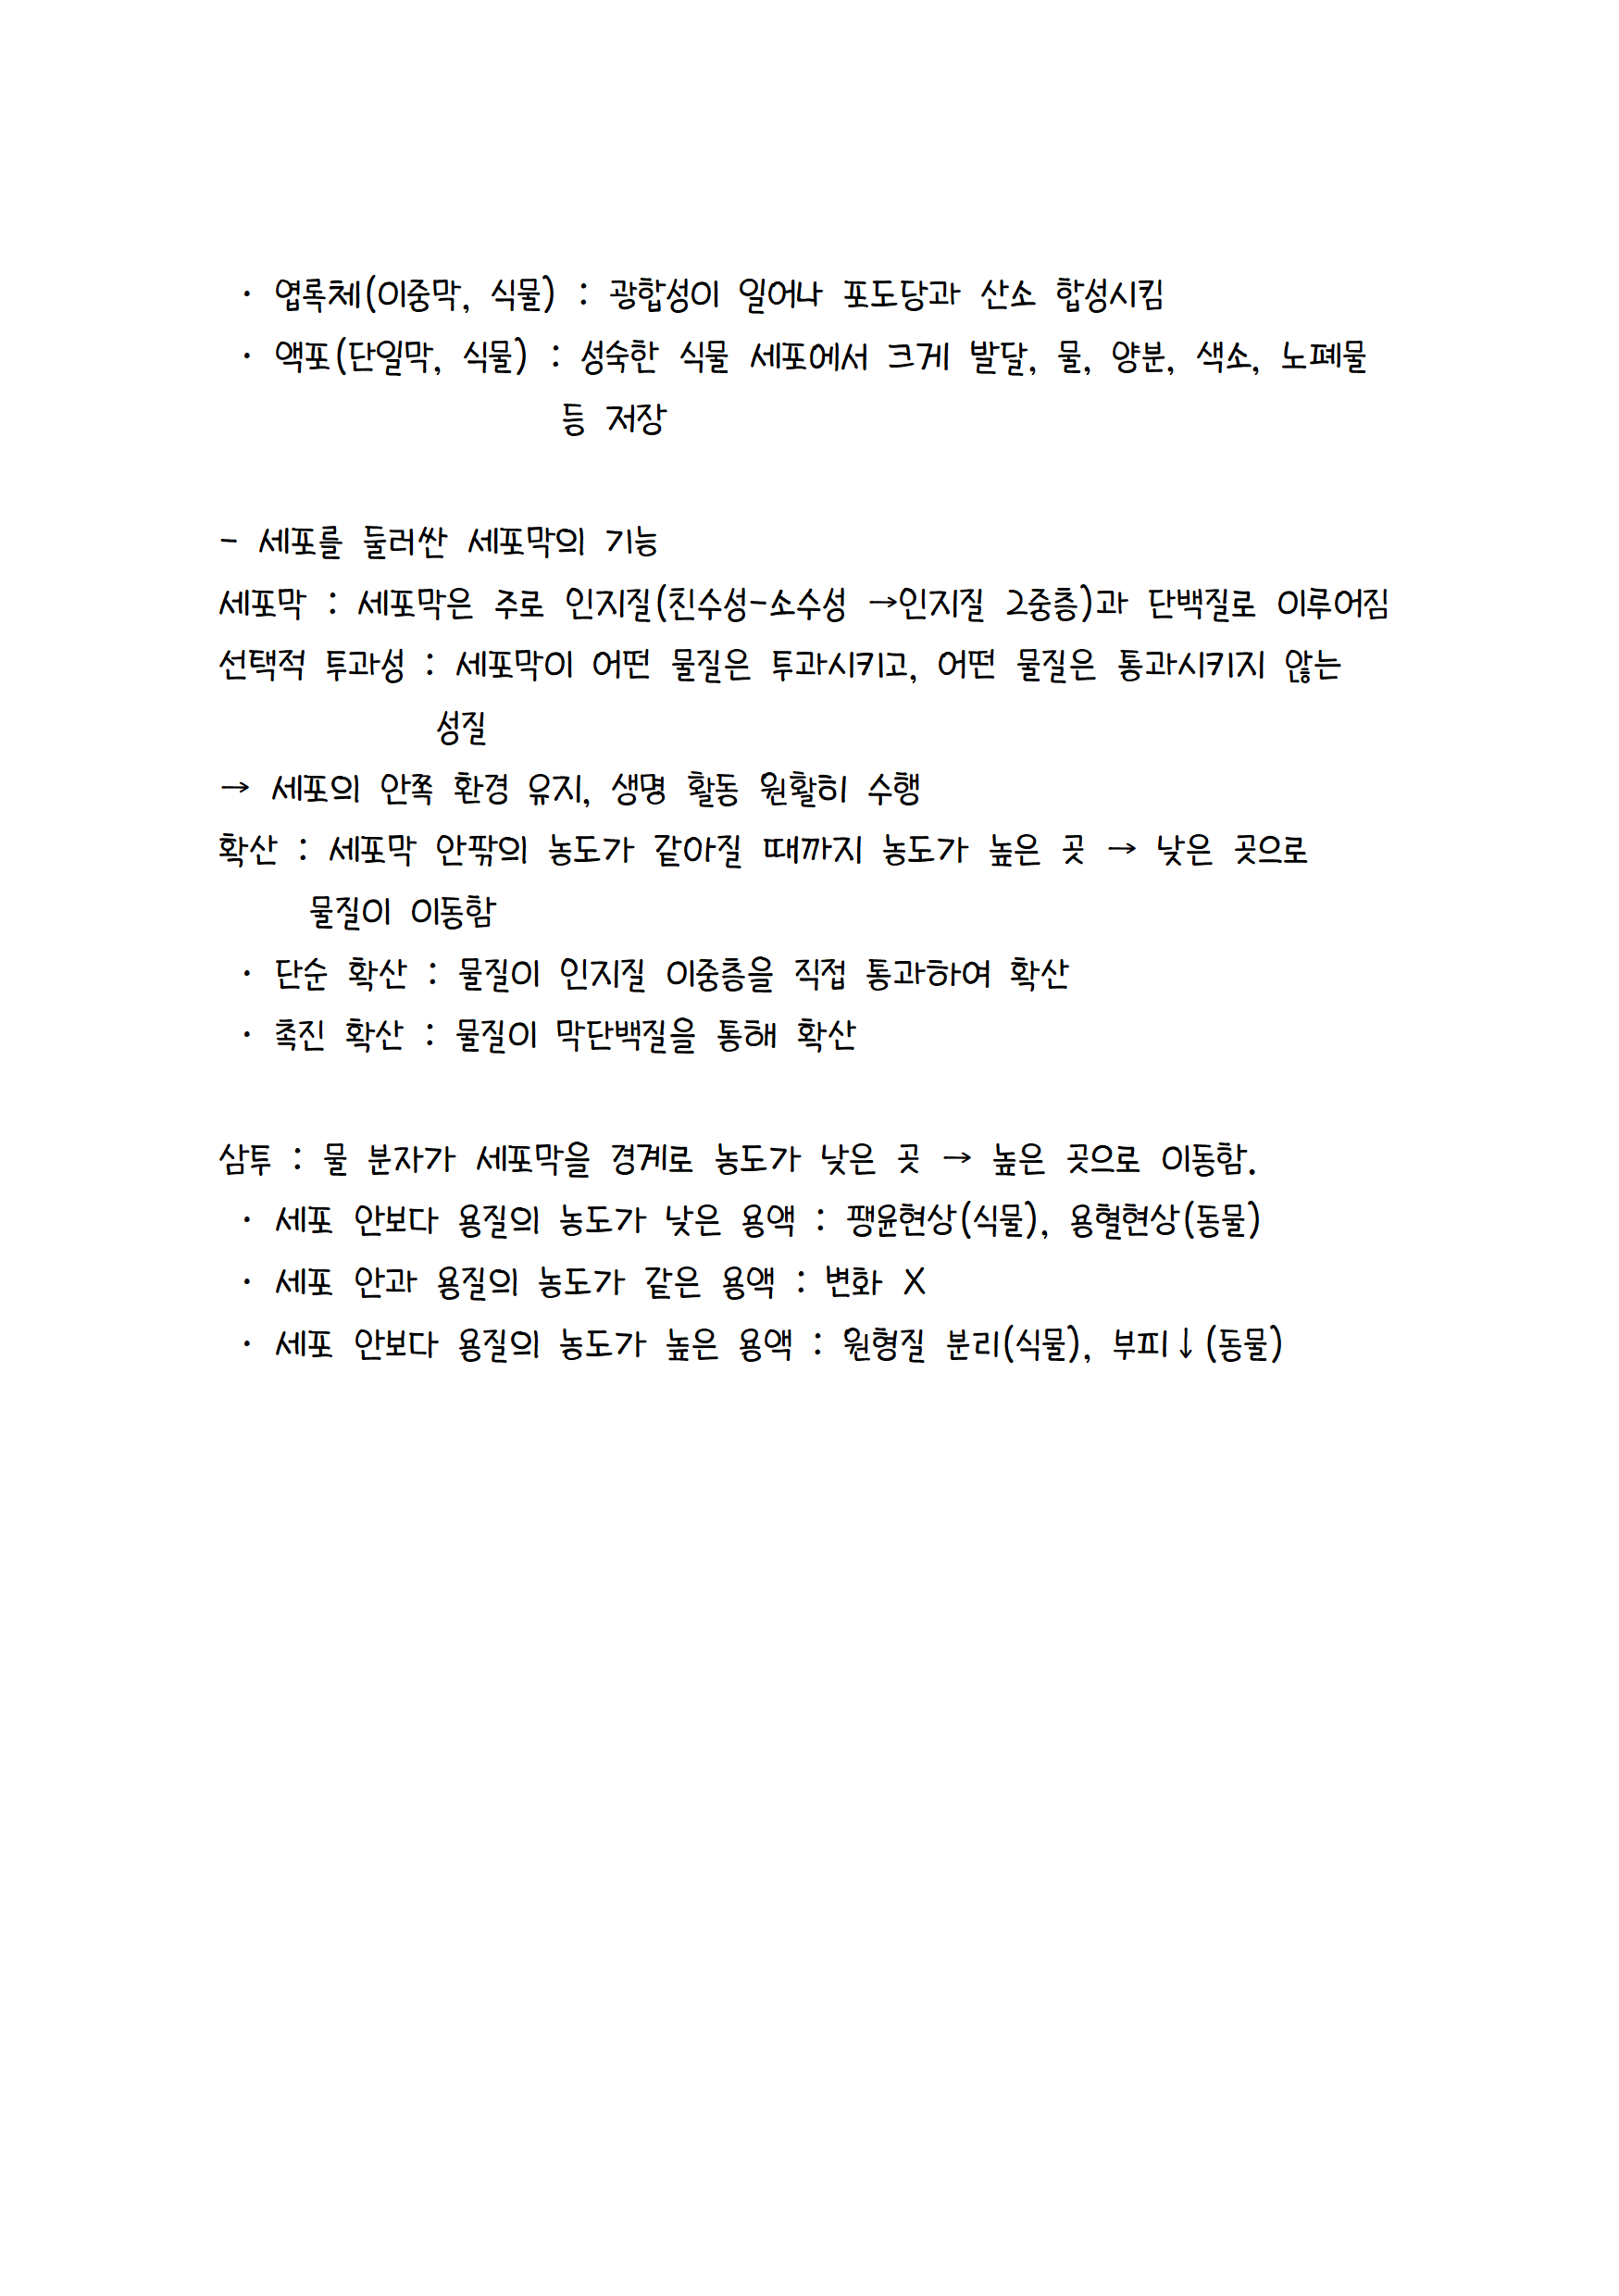 · 엽록체(이중막, 식물) : 광합성이 일어나 포도당과 산소 합성시킴
· 액포(단일막, 식물) : 성숙한 식물 세포에서 크게 발달, 물, 양분, 색소, 노폐물
등 저장
- 세포를 둘러싼 세포막의 기능
세포막 : 세포막은 주로 인지질(친수성-소수성 →인지질 2중층)과 단백질로 이루어짐
선택적 투과성 : 세포막이 어떤 물질은 투과시키고, 어떤 물질은 통과시키지 않는
성질
→ 세포의 안쪽 환경 유지, 생명 활동 원활히 수행
확산 : 세포막 안팎의 농도가 같아질 때까지 농도가 높은 곳 → 낮은 곳으로
물질이 이동함
· 단순 확산 : 물질이 인지질 이중층을 직접 통과하여 확산
· 촉진 확산 : 물질이 막단백질을 통해 확산
삼투 : 물 분자가 세포막을 경계로 농도가 낮은 곳 → 높은 곳으로 이동함.
· 세포 안보다 용질의 농도가 낮은 용액 : 팽윤현상(식물), 용혈현상(동물)
· 세포 안과 용질의 농도가 같은 용액 : 변화 X
· 세포 안보다 용질의 농도가 높은 용액 : 원형질 분리(식물), 부피↓(동물)